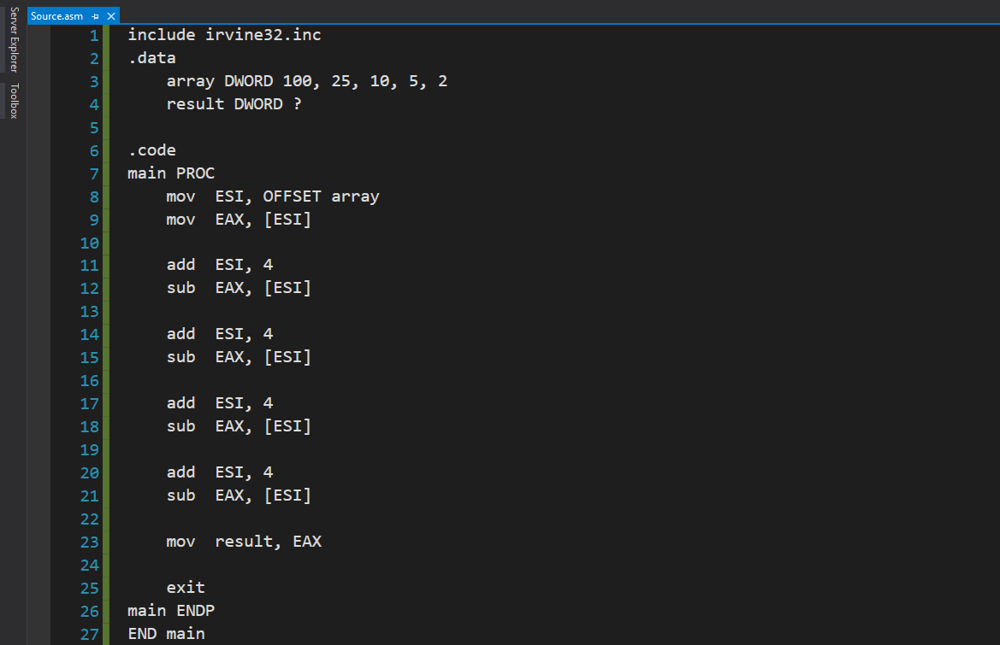 Server Explorer
Toolbox
Source.asm
1 include irvine32.inc
2 .data
3     array DWORD 100, 25, 10, 5, 2
4     result DWORD ?
5
6 .code
7 main PROC
8     mov  ESI, OFFSET array
9     mov  EAX, [ESI]
10
11     add  ESI, 4
12     sub  EAX, [ESI]
13
14     add  ESI, 4
15     sub  EAX, [ESI]
16
17     add  ESI, 4
18     sub  EAX, [ESI]
19
20     add  ESI, 4
21     sub  EAX, [ESI]
22
23     mov  result, EAX
24
25     exit
26 main ENDP
27 END main